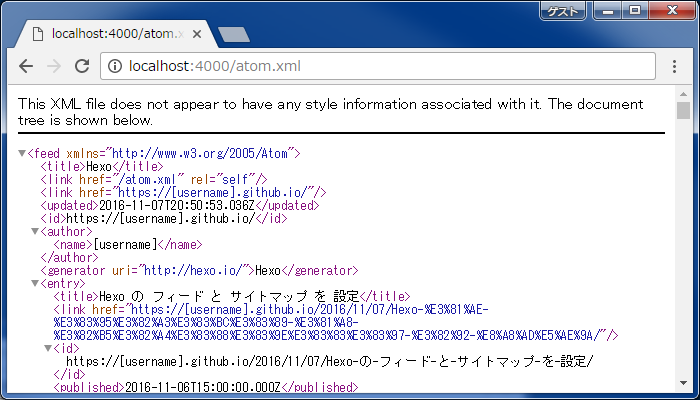 ゲスト
localhost:4000/atom.x
localhost:4000/atom.xml
This XML file does not appear to have any style information associated with it. The document
tree is shown below.
▼<feed xmlns="http://www.w3.org/2005/Atom">
<title>Hexo</title>
<link href="/atom.xml" rel="self"/>
<link href="https://[username].github.io/"/>
<updated>2016-11-07T20:50:53.036Z</updated>
<id>https://[username].github.io/</id>
▼<author>
<name>[username]</name>
</author>
<generator uri="http://hexo.io/">Hexo</generator>
▼<entry>
<title>Hexo の フィード と サイトマップ を 設定</title>
<link href="https://[username].github.io/2016/11/07/Hexo-%E3%81%AE-
%E3%83%95%E3%82%A3%E3%83%BC%E3%83%89-%E3%81%A8-
%E3%82%B5%E3%82%A4%E3%83%88%E3%83%9E%E3%83%83%E3%83%97-%E3%82%92-%E8%A8%AD%E5%AE%9A/"/>
▼<id>
https://[username].github.io/2016/11/07/Hexo-の-フィード-と-サイトマップ-を-設定/
</id>
<published>2016-11-06T15:00:00.000Z</published>